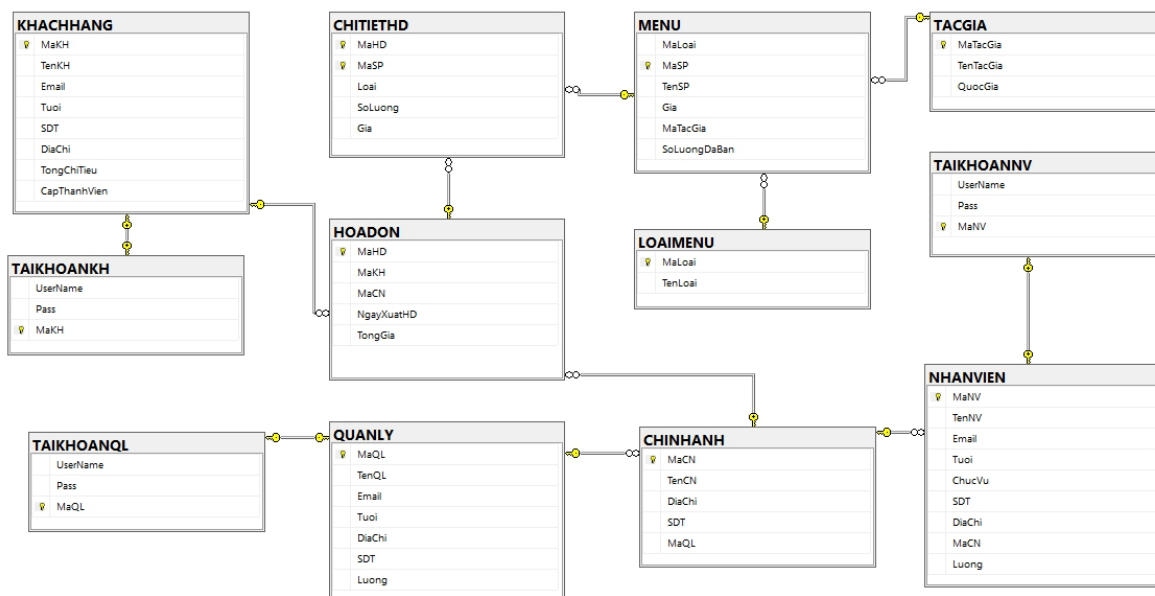 KHACHHANG
MaKH
TenKH
Email
Tuoi
SDT
DiaChi
TongChiTieu
CapThanhVien
CHITIETHD
MaHD
MaSP
Loai
SoLuong
Gia
MENU
MaLoai
MaSP
TenSP
Gia
MaTacGia
SoLuongDaBan
TACGIA
MaTacGia
TenTacGia
QuocGia
TAIKHOANNV
UserName
Pass
MaNV
TAIKHOANKH
UserName
Pass
MaKH
HOADON
MaHD
MaKH
MaCN
NgayXuatHD
TongGia
LOAIMENU
MaLoai
TenLoai
NHANVIEN
MaNV
TenNV
Email
Tuoi
ChucVu
SDT
DiaChi
MaCN
Luong
TAIKHOANQL
UserName
Pass
MaQL
QUANLY
MaQL
TenQL
Email
Tuoi
DiaChi
SDT
Luong
CHINHANH
MaCN
TenCN
DiaChi
SDT
MaQL